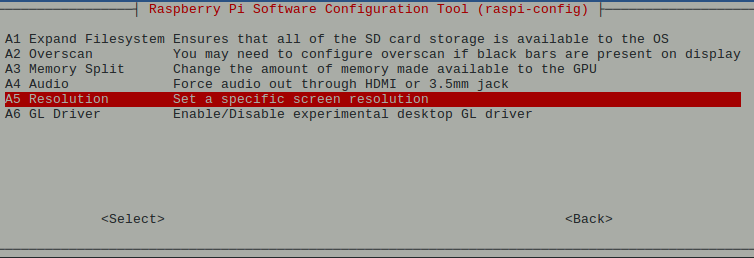 Raspberry Pi Software Configuration Tool (raspi-config)
A1 Expand Filesystem Ensures that all of the SD card storage is available to the OS
A2 Overscan You may need to configure overscan if black bars are present on display
A3 Memory Split Change the amount of memory made available to the GPU
A4 Audio Force audio out through HDMI or 3.5mm jack
A5 Resolution Set a specific screen resolution
A6 GL Driver Enable/Disable experimental desktop GL driver
<Select> <Back>